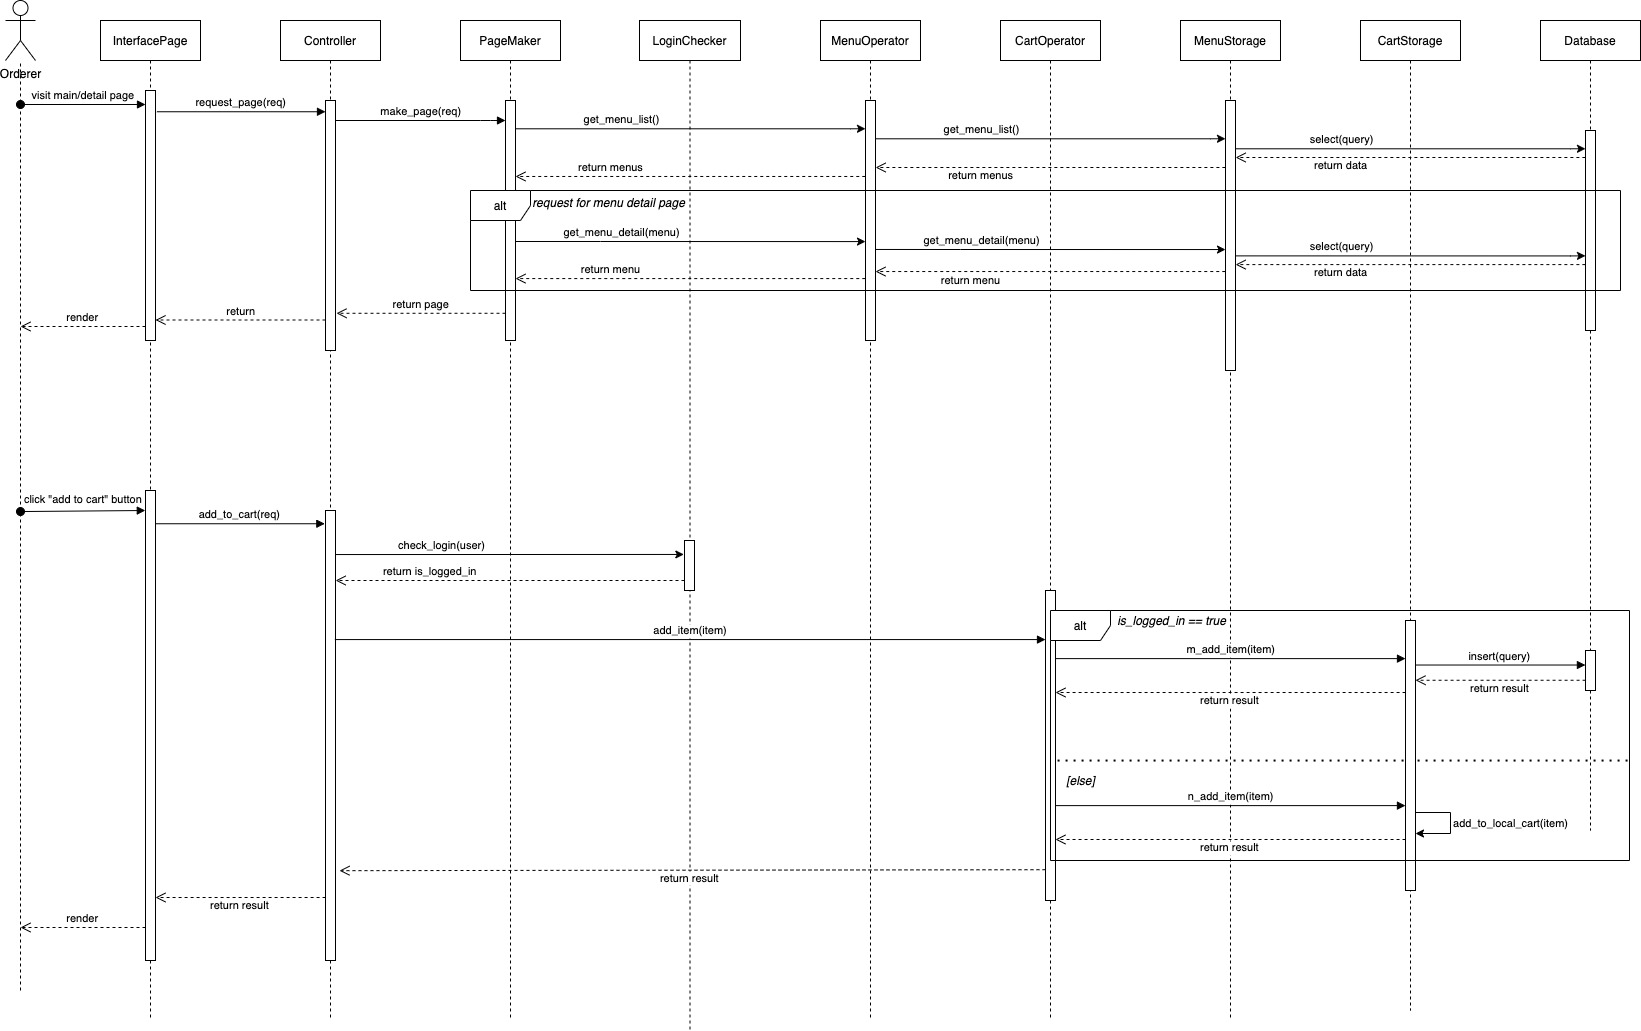 Orderer
InterfacePage
Controller
PageMaker
LoginChecker
MenuOperator
CartOperator
MenuStorage
CartStorage
Database
visit main/detail page
request_page(req)
make_page(req)
get_menu_list()
get_menu_list()
select(query)
return data
return menus
return menus
alt
request for menu detail page
get_menu_detail(menu)
get_menu_detail(menu)
select(query)
return data
return menu
return menu
return page
return
render
click "add to cart" button
add_to_cart(req)
check_login(user)
return is_logged_in
add_item(item)
alt
is_logged_in == true
m_add_item(item)
insert(query)
return result
return result
[else]
n_add_item(item)
add_to_local_cart(item)
return result
return result
return result
render